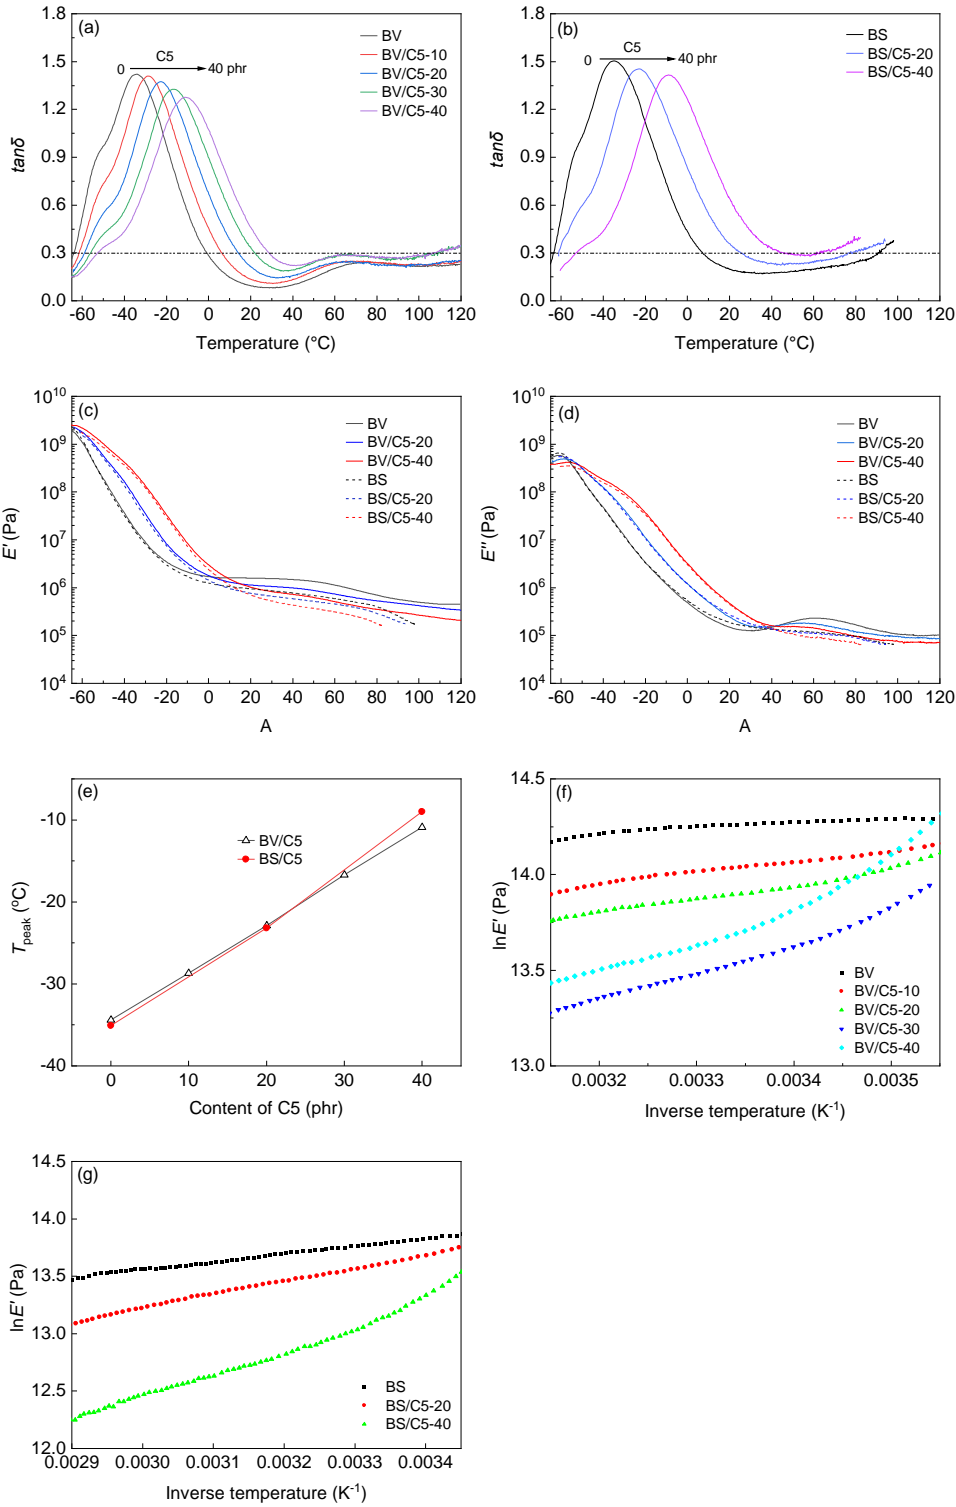 (a)
C5
0
40 phr
BV
BV/C5-10
BV/C5-20
BV/C5-30
BV/C5-40
tanδ
1.8
1.5
1.2
0.9
0.6
0.3
0.0
-60 -40 -20 0 20 40 60 80 100 120
Temperature (°C)
(b)
C5
0
40 phr
BS
BS/C5-20
BS/C5-40
tanδ
1.8
1.5
1.2
0.9
0.6
0.3
0.0
-60 -40 -20 0 20 40 60 80 100 120
Temperature (°C)
(c)
BV
BV/C5-20
BV/C5-40
BS
BS/C5-20
BS/C5-40
E' (Pa)
10^10
10^9
10^8
10^7
10^6
10^5
10^4
-60 -40 -20 0 20 40 60 80 100 120
A
(d)
BV
BV/C5-20
BV/C5-40
BS
BS/C5-20
BS/C5-40
E'' (Pa)
10^10
10^9
10^8
10^7
10^6
10^5
10^4
-60 -40 -20 0 20 40 60 80 100 120
A
(e)
BV/C5
BS/C5
T_peak (°C)
-10
-20
-30
-40
0 10 20 30 40
Content of C5 (phr)
(f)
BV
BV/C5-10
BV/C5-20
BV/C5-30
BV/C5-40
lnE' (Pa)
14.5
14.0
13.5
13.0
0.0032 0.0033 0.0034 0.0035
Inverse temperature (K^-1)
(g)
BS
BS/C5-20
BS/C5-40
lnE' (Pa)
14.5
14.0
13.5
13.0
12.5
12.0
0.0029 0.0030 0.0031 0.0032 0.0033 0.0034
Inverse temperature (K^-1)